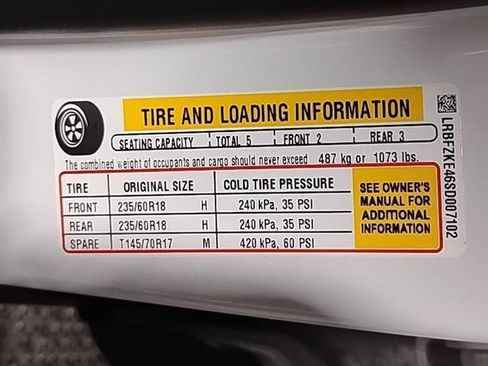 TIRE AND LOADING INFORMATION
SEATING CAPACITY TOTAL 5 FRONT 2 REAR 3
The combined weight of occupants and cargo should never exceed 487 kg or 1073 lbs.
TIRE ORIGINAL SIZE COLD TIRE PRESSURE
FRONT 235/60R18 H 240 kPa, 35 PSI
REAR 235/60R18 H 240 kPa, 35 PSI
SPARE T145/70R17 M 420 kPa, 60 PSI
SEE OWNER'S
MANUAL FOR
ADDITIONAL
INFORMATION
LRBFZKE46SD007102